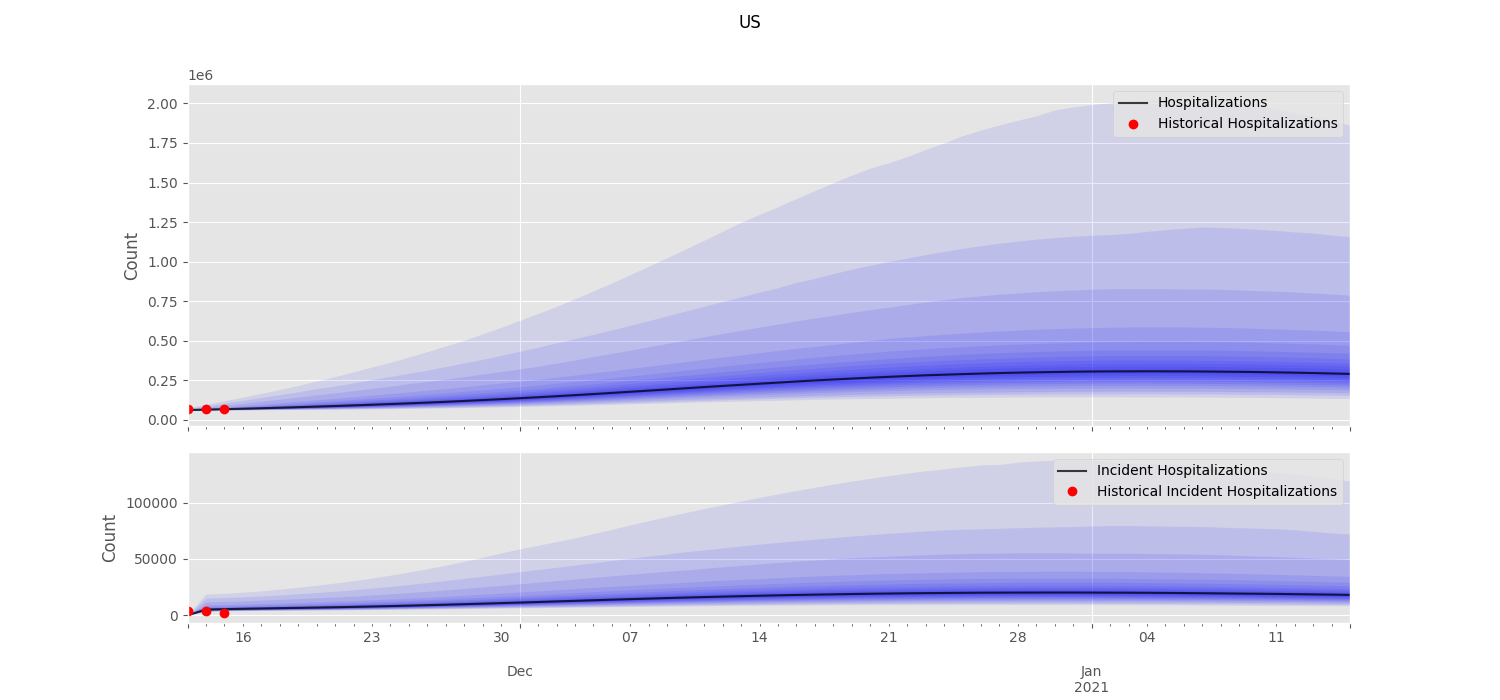 US
1e6
2.00
1.75
1.50
1.25
1.00
0.75
0.50
0.25
0.00
Count
Hospitalizations
Historical Hospitalizations
100000
50000
0
Count
Incident Hospitalizations
Historical Incident Hospitalizations
16 23 30 07 14 21 28 04 11
Dec Jan
2021